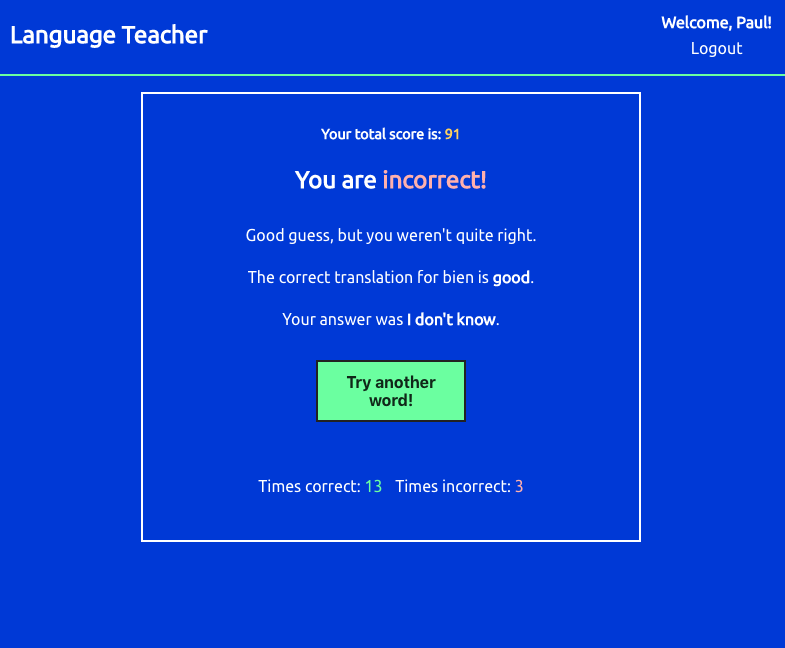 Language Teacher
Welcome, Paul!
Logout
Your total score is: 91
You are incorrect!
Good guess, but you weren't quite right.
The correct translation for bien is good.
Your answer was I don't know.
Try another
word!
Times correct: 13 Times incorrect: 3